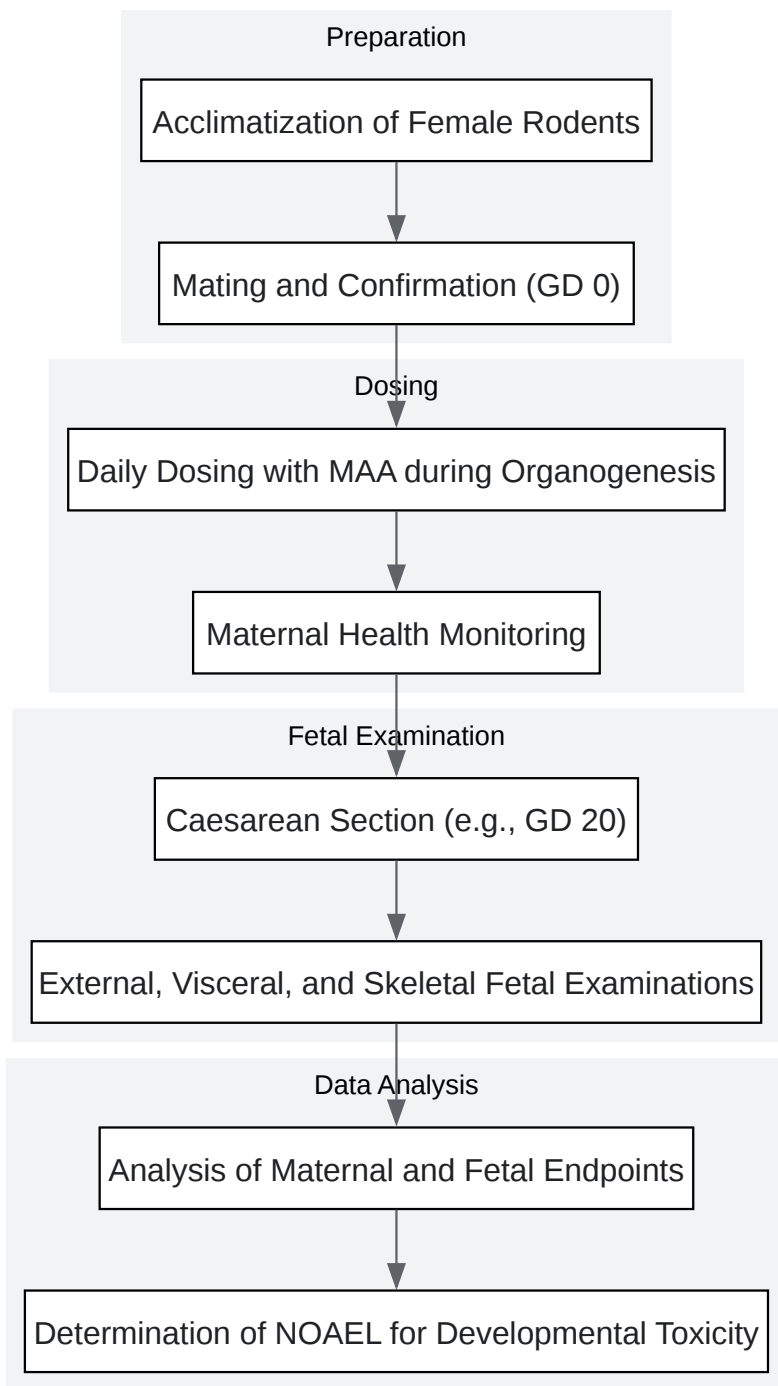 Preparation
Acclimatization of Female Rodents
Mating and Confirmation (GD 0)
Dosing
Daily Dosing with MAA during Organogenesis
Maternal Health Monitoring
Fetal Examination
Caesarean Section (e.g., GD 20)
External, Visceral, and Skeletal Fetal Examinations
Data Analysis
Analysis of Maternal and Fetal Endpoints
Determination of NOAEL for Developmental Toxicity